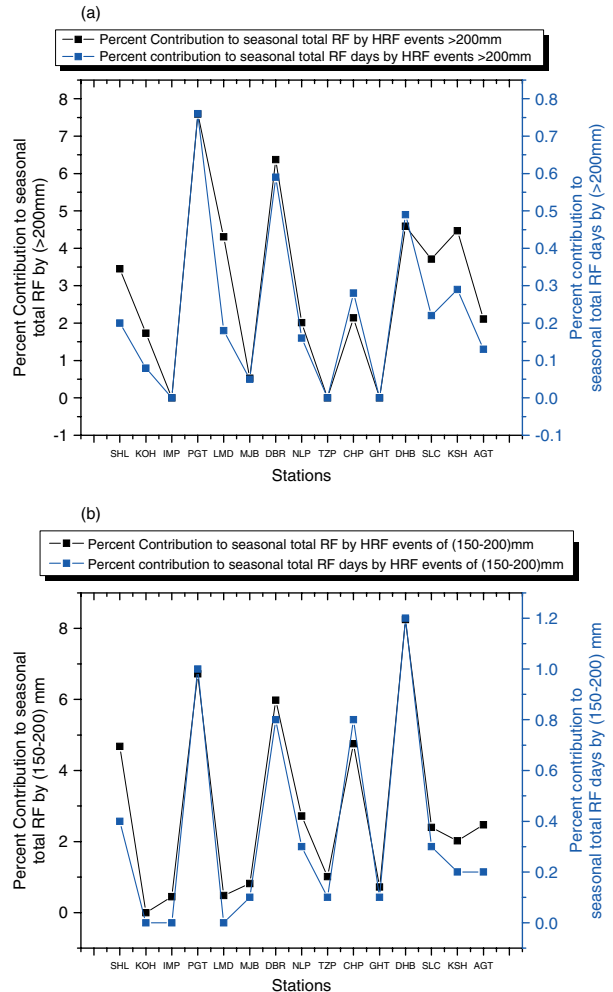 (a)
Percent Contribution to seasonal total RF by HRF events >200mm
Percent contribution to seasonal total RF days by HRF events >200mm
Percent Contribution to seasonal
total RF by (>200mm)
8
7
6
5
4
3
2
1
0
-1
0.8
0.7
0.6
0.5
0.4
0.3
0.2
0.1
0.0
-0.1
Percent contribution to
seasonal total RF days by (>200mm)
SHL KOH IMP PGT LMD MJB DBR NLP TZP CHP GHT DHB SLC KSH AGT
Stations
(b)
Percent Contribution to seasonal total RF by HRF events of (150-200)mm
Percent contribution to seasonal total RF days by HRF events of (150-200)mm
Percent Contribution to seasonal
total RF by (150-200) mm
8
6
4
2
0
1.2
1.0
0.8
0.6
0.4
0.2
0.0
Percent contribution to
seasonal total RF days by (150-200) mm
SHL KOH IMP PGT LMD MJB DBR NLP TZP CHP GHT DHB SLC KSH AGT
Stations